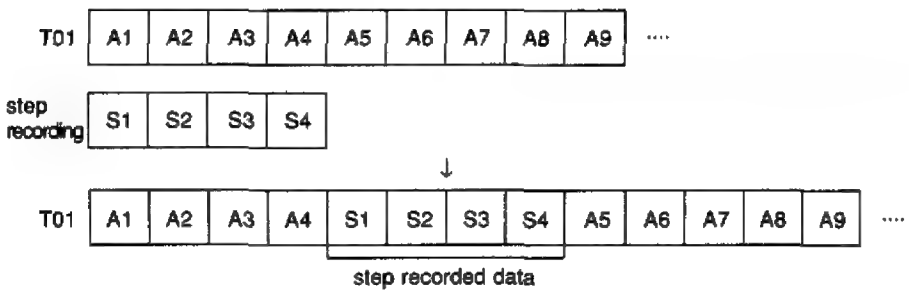 T01 A1 A2 A3 A4 A5 A6 A7 A8 A9 ....
step
recording S1 S2 S3 S4
↓
T01 A1 A2 A3 A4 S1 S2 S3 S4 A5 A6 A7 A8 A9 ....
step recorded data